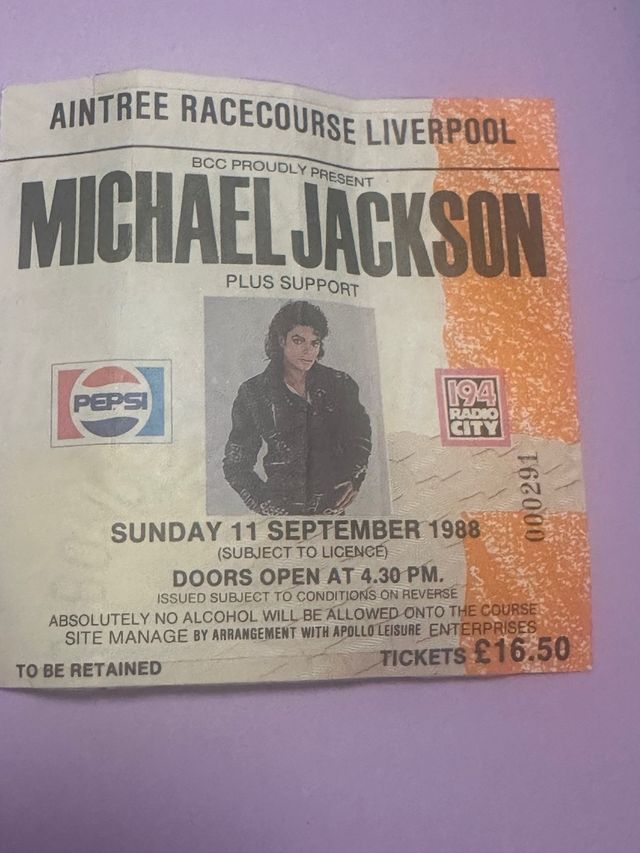 AINTREE RACECOURSE LIVERPOOL
BCC PROUDLY PRESENT
MICHAEL JACKSON
PLUS SUPPORT
PEPSI
194
RADIO
CITY
000291
SUNDAY 11 SEPTEMBER 1988
(SUBJECT TO LICENCE)
DOORS OPEN AT 4.30 PM.
ISSUED SUBJECT TO CONDITIONS ON REVERSE
ABSOLUTELY NO ALCOHOL WILL BE ALLOWED ONTO THE COURSE
SITE MANAGE BY ARRANGEMENT WITH APOLLO LEISURE ENTERPRISES
TO BE RETAINED
TICKETS £16.50